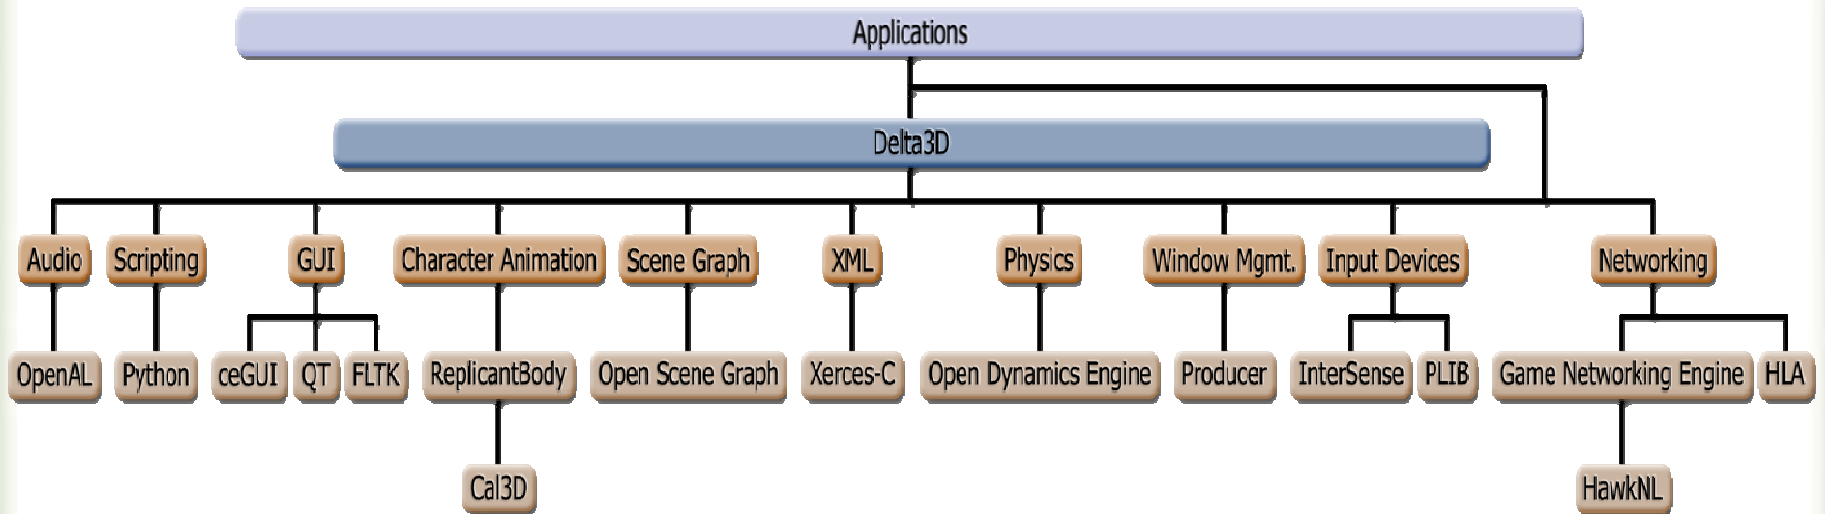 Applications
Delta3D
Audio
Scripting
GUI
Character Animation
Scene Graph
XML
Physics
Window Mgmt.
Input Devices
Networking
OpenAL
Python
ceGUI
QT
FLTK
ReplicantBody
Open Scene Graph
Xerces-C
Open Dynamics Engine
Producer
InterSense
PLIB
Game Networking Engine
HLA
Cal3D
HawkNL